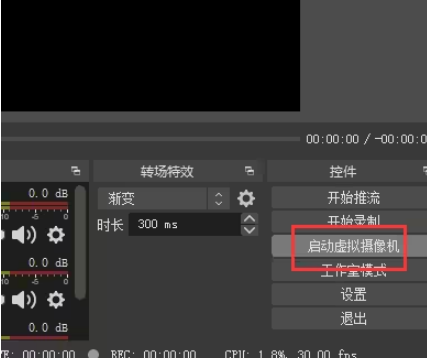 00:00:00 / -00:00:0
转场特效
控件
0.0 dB
渐变
开始推流
时长 300 ms
开始录制
启动虚拟摄像机
0.0 dB
工作室模式
设置
退出
0.0 dB
00:00:00 REC: 00:00:00 CPU: 1.8%, 30.00 fps